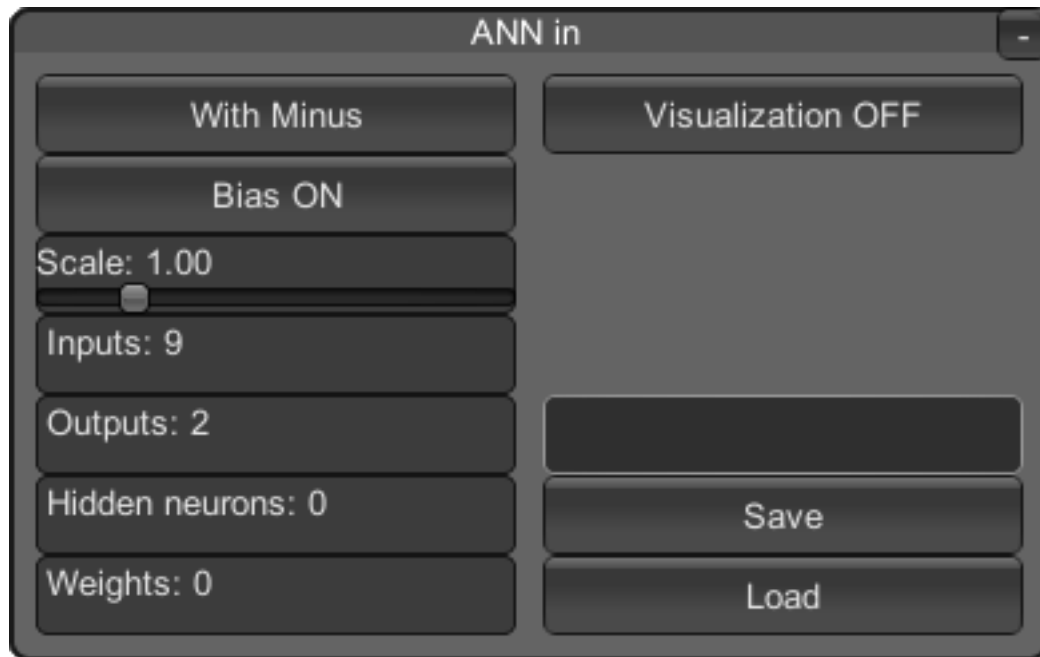 ANN in
-
With Minus
Visualization OFF
Bias ON
Scale: 1.00
Inputs: 9
Outputs: 2
Hidden neurons: 0
Save
Weights: 0
Load